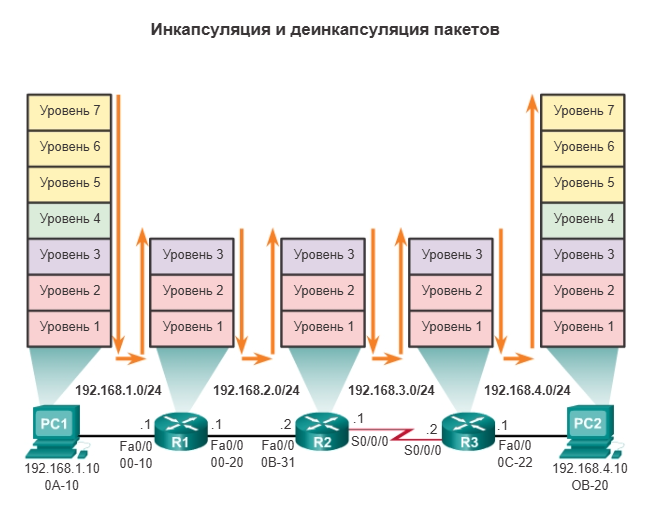 Инкапсуляция и деинкапсуляция пакетов
Уровень 7
Уровень 6
Уровень 5
Уровень 4
Уровень 3
Уровень 2
Уровень 1
Уровень 3
Уровень 2
Уровень 1
Уровень 3
Уровень 2
Уровень 1
Уровень 3
Уровень 2
Уровень 1
Уровень 7
Уровень 6
Уровень 5
Уровень 4
Уровень 3
Уровень 2
Уровень 1
192.168.1.0/24
192.168.2.0/24
192.168.3.0/24
192.168.4.0/24
PC1
192.168.1.10
0A-10
.1
Fa0/0
00-10
R1
.1
Fa0/0
00-20
.2
Fa0/0
0B-31
R2
.1
S0/0/0
.2
S0/0/0
R3
.1
Fa0/0
0C-22
PC2
192.168.4.10
OB-20